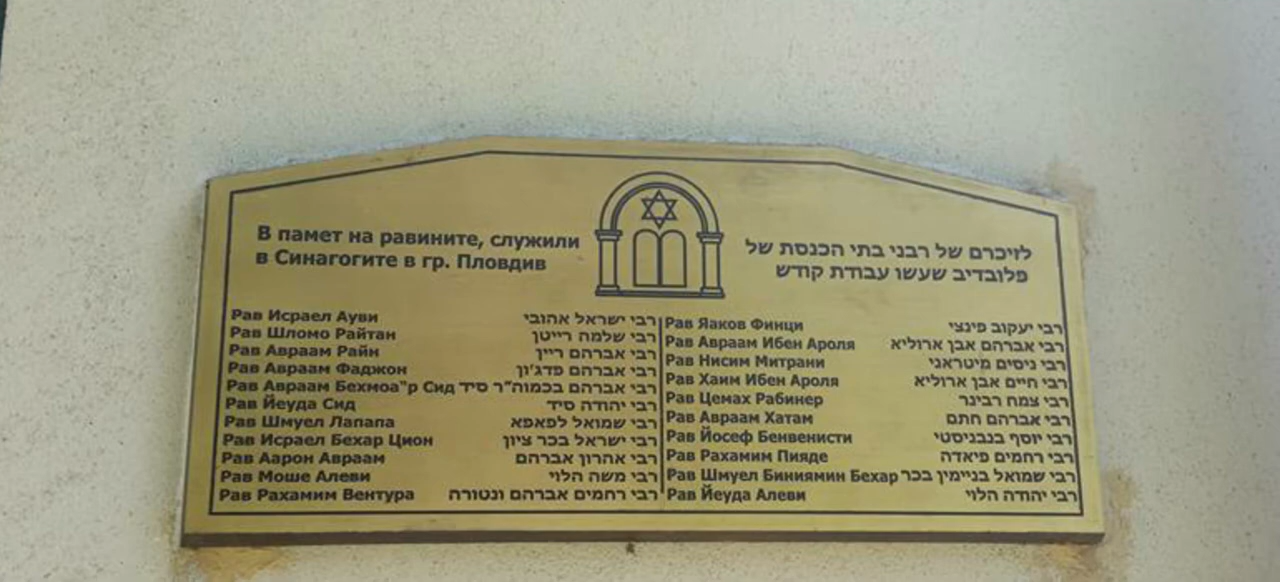 В памет на равините, служили
в Синагогите в гр. Пловдив
לזיכרם של רבני בתי הכנסת של
פלובדיב שעשו עבודת קודש
Рав Исраел Ауви רבי ישראל אהובי
Рав Шломо Райтан רבי שלמה רייטן
Рав Авраам Райн רבי אברהם ריין
Рав Авраам Фаджон רבי אברהם פדג'ון
Рав Авраам Бехмоа"р Сид רבי אברהם בכמוה"ר סיד
Рав Йеуда Сид רבי יהודה סיד
Рав Шмуел Лапапа רבי שמואל לפאפא
Рав Исраел Бехар Цион רבי ישראל בכר ציון
Рав Аарон Авраам רבי אהרון אברהם
Рав Моше Алеви רבי משה הלוי
Рав Рахамим Вентура רבי רחמים אברהם ונטורה
Рав Яаков Финци רבי יעקוב פינצי
Рав Авраам Ибен Ароля רבי אברהם אבן ארוליא
Рав Нисим Митрани רבי ניסים מיטראני
Рав Хаим Ибен Ароля רבי חיים אבן ארוליא
Рав Цемах Рабинер רבי צמח רבינר
Рав Авраам Хатам רבי אברהם חתם
Рав Йосеф Бенвенисти רבי יוסף בנבניסטי
Рав Рахамим Пияде רבי רחמים פיאדה
Рав Шмуел Биниямин Бехар רבי שמואל בניימין בכר
Рав Йеуда Алеви רבי יהודה הלוי